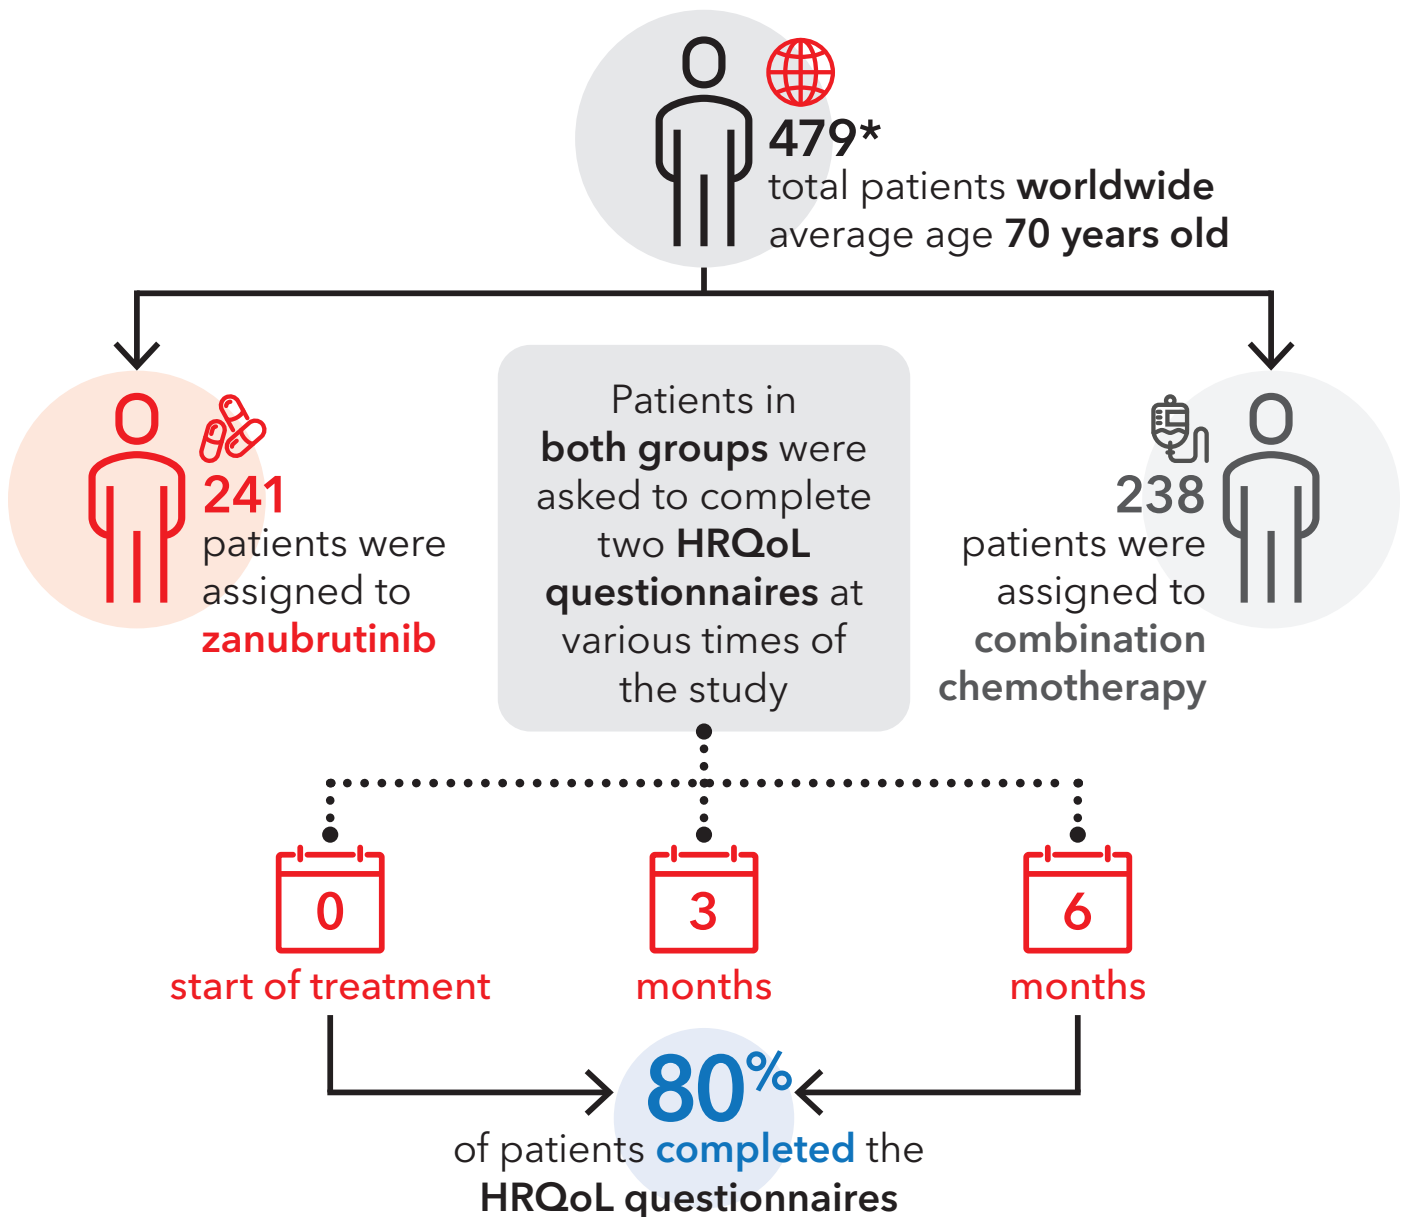 479*
total patients worldwide
average age 70 years old
241
patients were
assigned to
zanubrutinib
Patients in
both groups were
asked to complete
two HRQoL
questionnaires at
various times of
the study
238
patients were
assigned to
combination
chemotherapy
0
start of treatment
3
months
6
months
80%
of patients completed the
HRQoL questionnaires